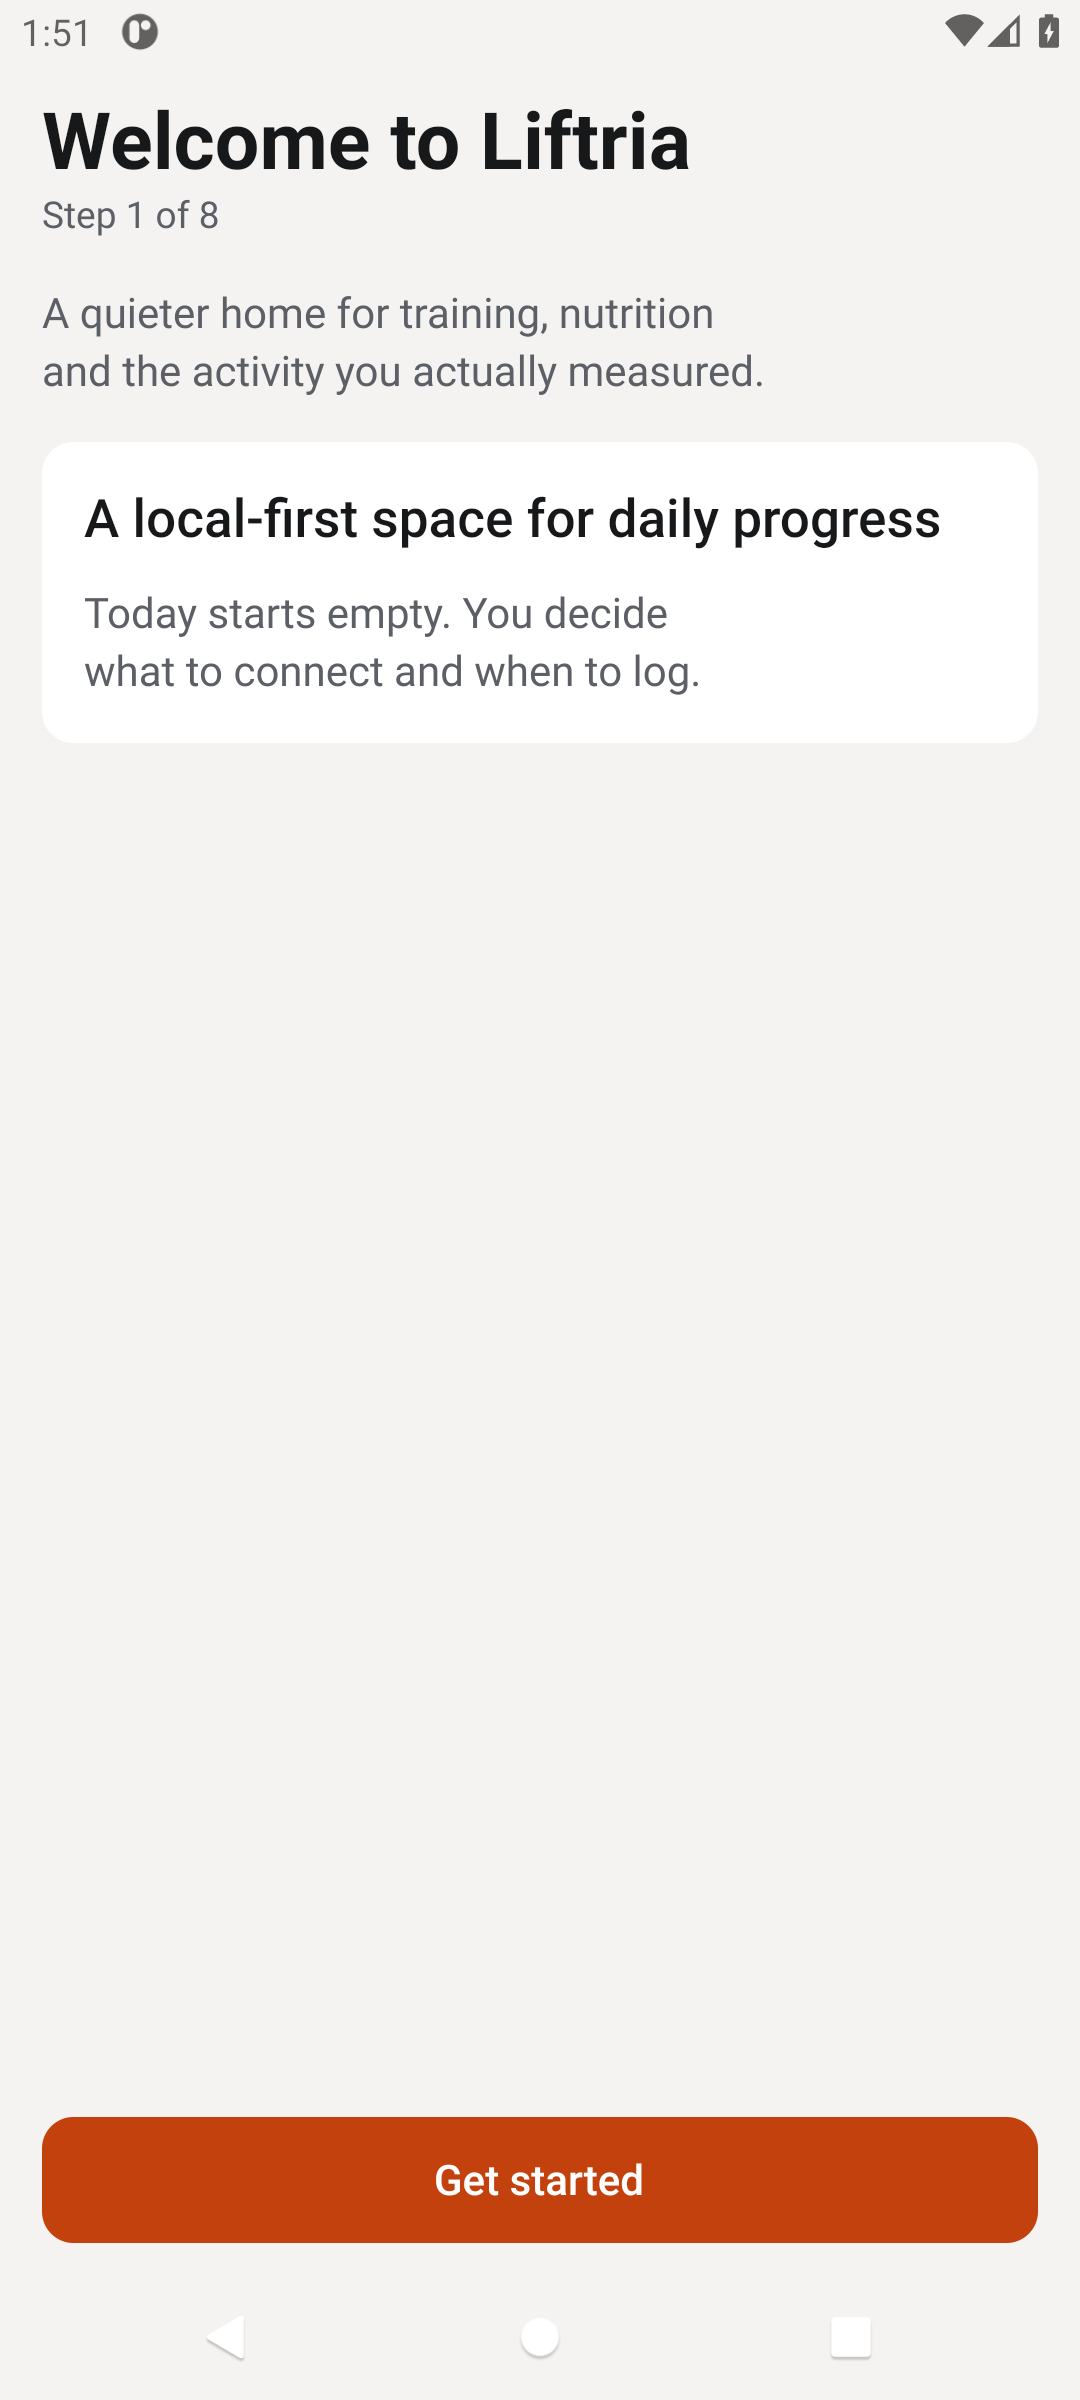 1:51
Welcome to Liftria
Step 1 of 8
A quieter home for training, nutrition
and the activity you actually measured.
A local-first space for daily progress
Today starts empty. You decide
what to connect and when to log.
Get started